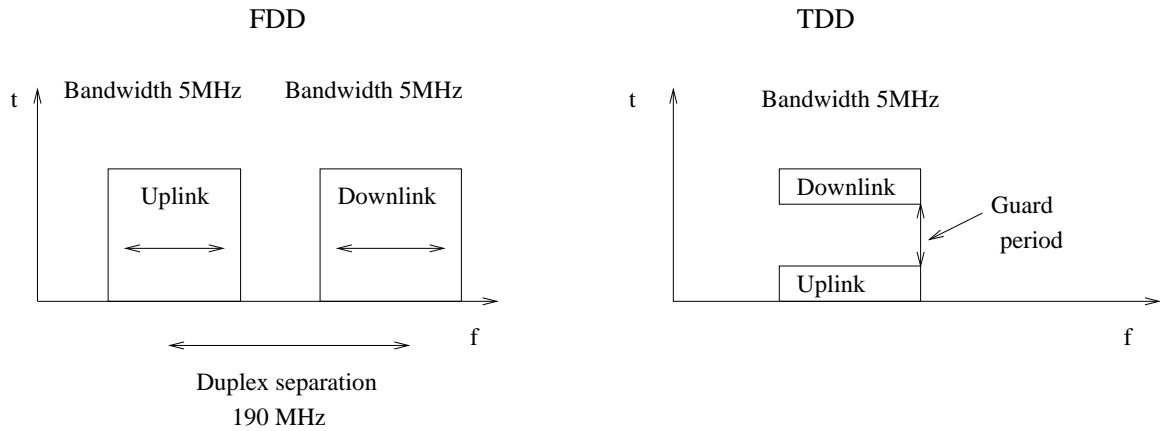 FDD
TDD
Bandwidth 5MHz
Bandwidth 5MHz
t
Uplink
Downlink
f
Duplex separation
190 MHz
Bandwidth 5MHz
t
Downlink
Guard
period
Uplink
f